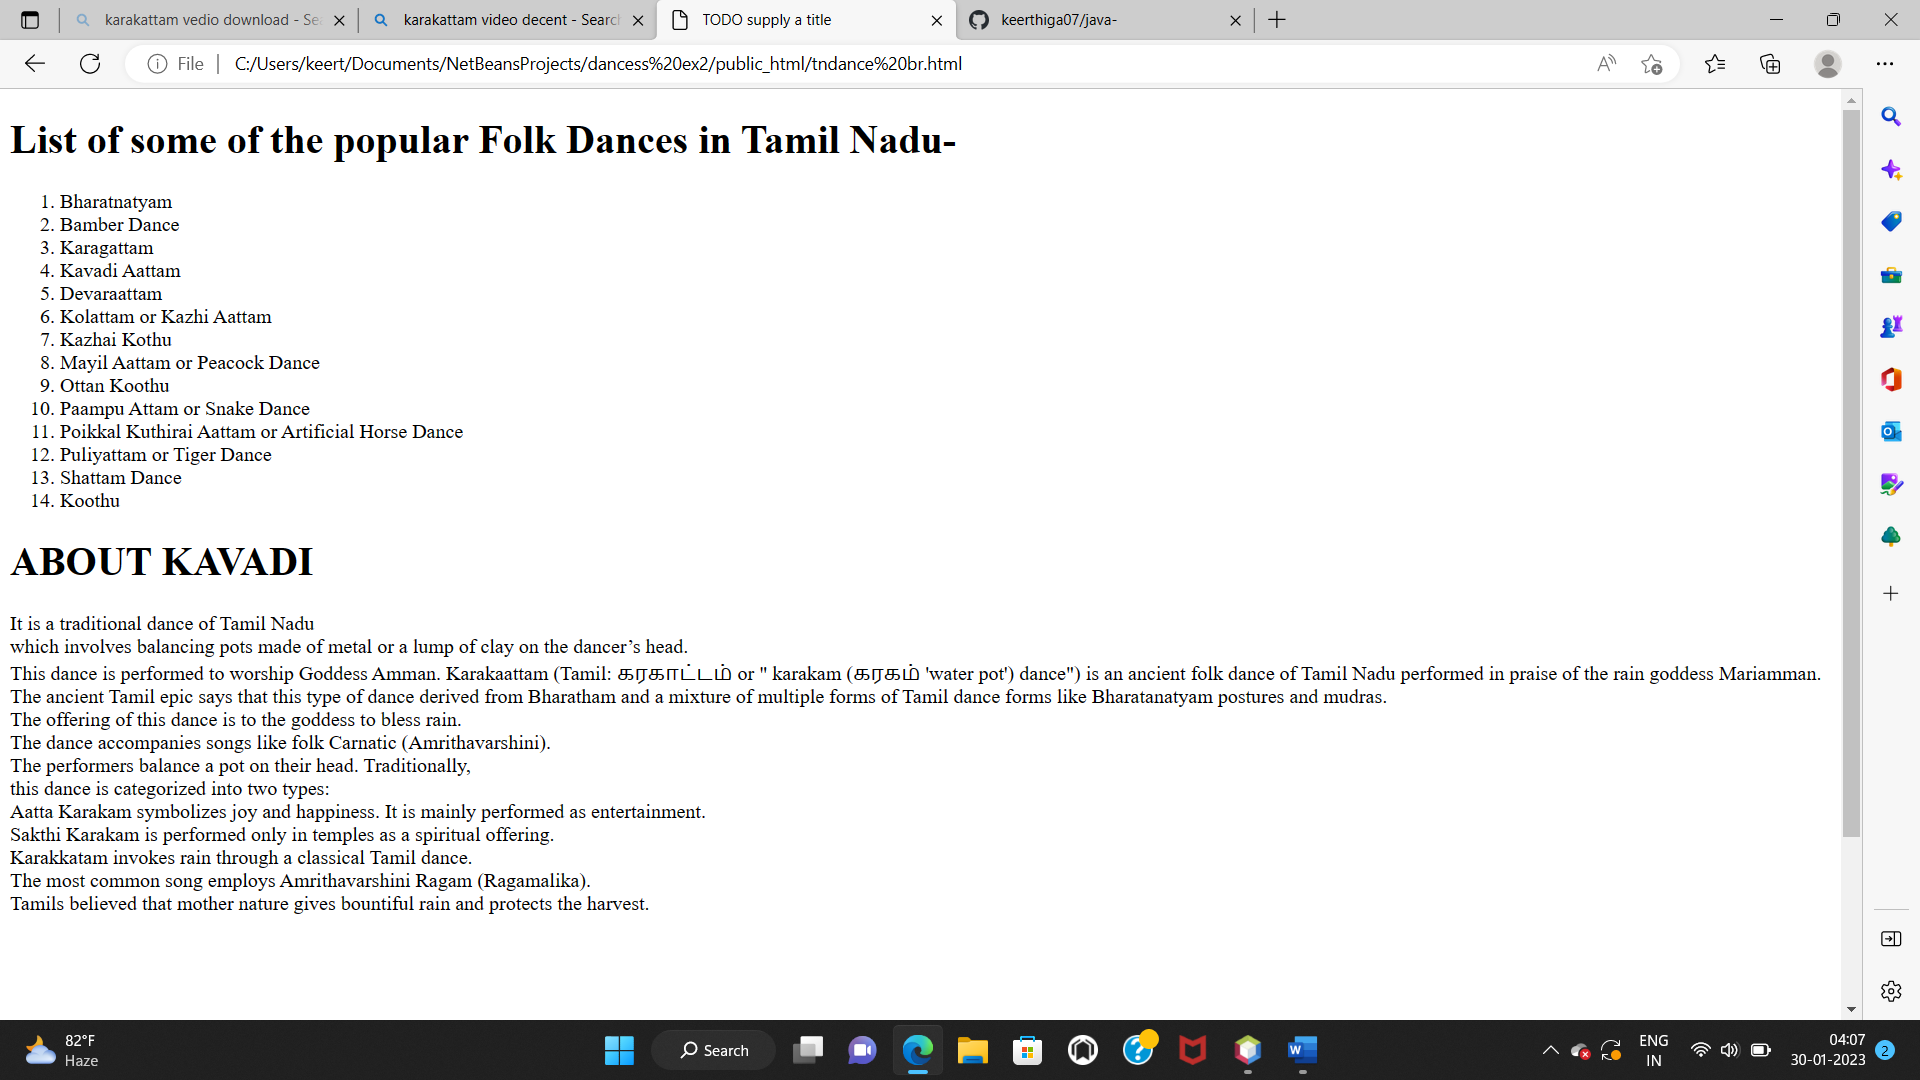 karakattam vedio download - Se
karakattam video decent - Search
TODO supply a title
keerthiga07/java-
File
C:/Users/keert/Documents/NetBeansProjects/dancess%20ex2/public_html/tndance%20br.html
List of some of the popular Folk Dances in Tamil Nadu-
1. Bharatnatyam
2. Bamber Dance
3. Karagattam
4. Kavadi Aattam
5. Devaraattam
6. Kolattam or Kazhi Aattam
7. Kazhai Kothu
8. Mayil Aattam or Peacock Dance
9. Ottan Koothu
10. Paampu Attam or Snake Dance
11. Poikkal Kuthirai Aattam or Artificial Horse Dance
12. Puliyattam or Tiger Dance
13. Shattam Dance
14. Koothu
ABOUT KAVADI
It is a traditional dance of Tamil Nadu
which involves balancing pots made of metal or a lump of clay on the dancer’s head.
This dance is performed to worship Goddess Amman. Karakaattam (Tamil: கரகாட்டம் or " karakam (கரகம் 'water pot') dance") is an ancient folk dance of Tamil Nadu performed in praise of the rain goddess Mariamman.
The ancient Tamil epic says that this type of dance derived from Bharatham and a mixture of multiple forms of Tamil dance forms like Bharatanatyam postures and mudras.
The offering of this dance is to the goddess to bless rain.
The dance accompanies songs like folk Carnatic (Amrithavarshini).
The performers balance a pot on their head. Traditionally,
this dance is categorized into two types:
Aatta Karakam symbolizes joy and happiness. It is mainly performed as entertainment.
Sakthi Karakam is performed only in temples as a spiritual offering.
Karakkatam invokes rain through a classical Tamil dance.
The most common song employs Amrithavarshini Ragam (Ragamalika).
Tamils believed that mother nature gives bountiful rain and protects the harvest.
82°F
Haze
Search
ENG
IN
04:07
30-01-2023
2